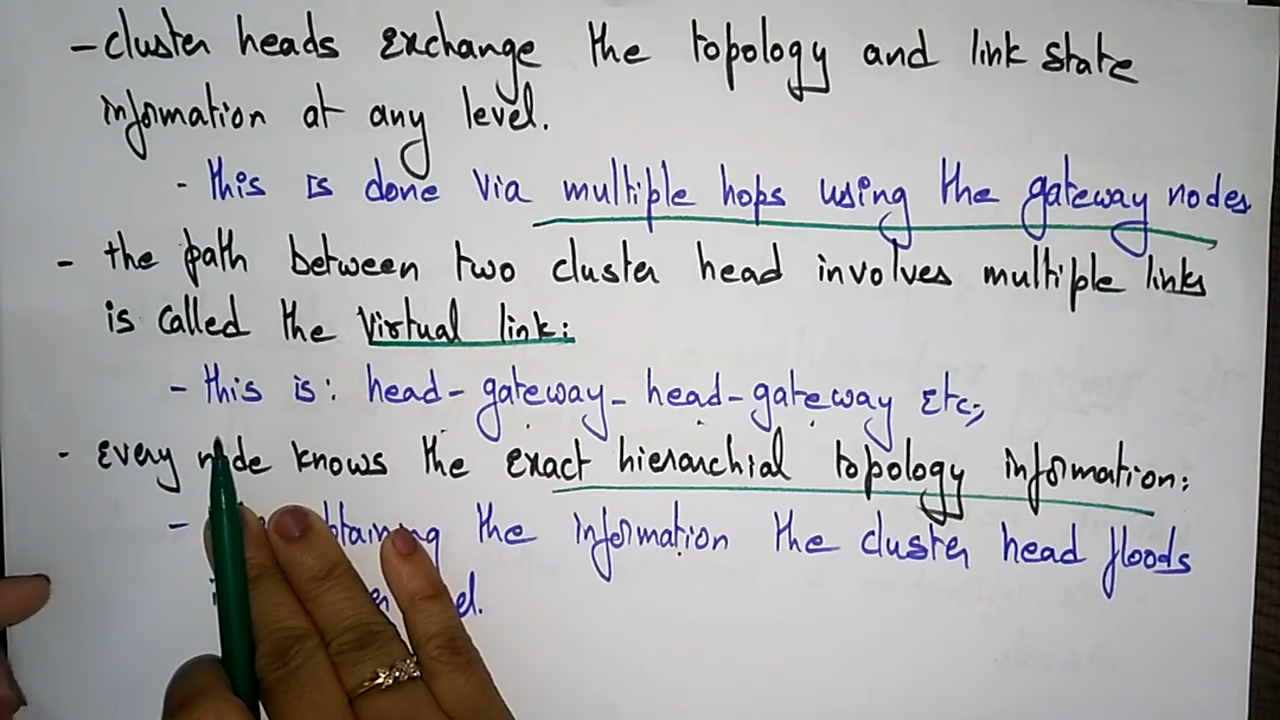 - cluster heads exchange the topology and link state
information at any level.
- this is done via multiple hops using the gateway nodes
- the path between two cluster head involves multiple links
is called the virtual link:
- this is: head-gateway-head-gateway etc;
- every node knows the exact hierarchial topology information:
- the information the cluster head floods